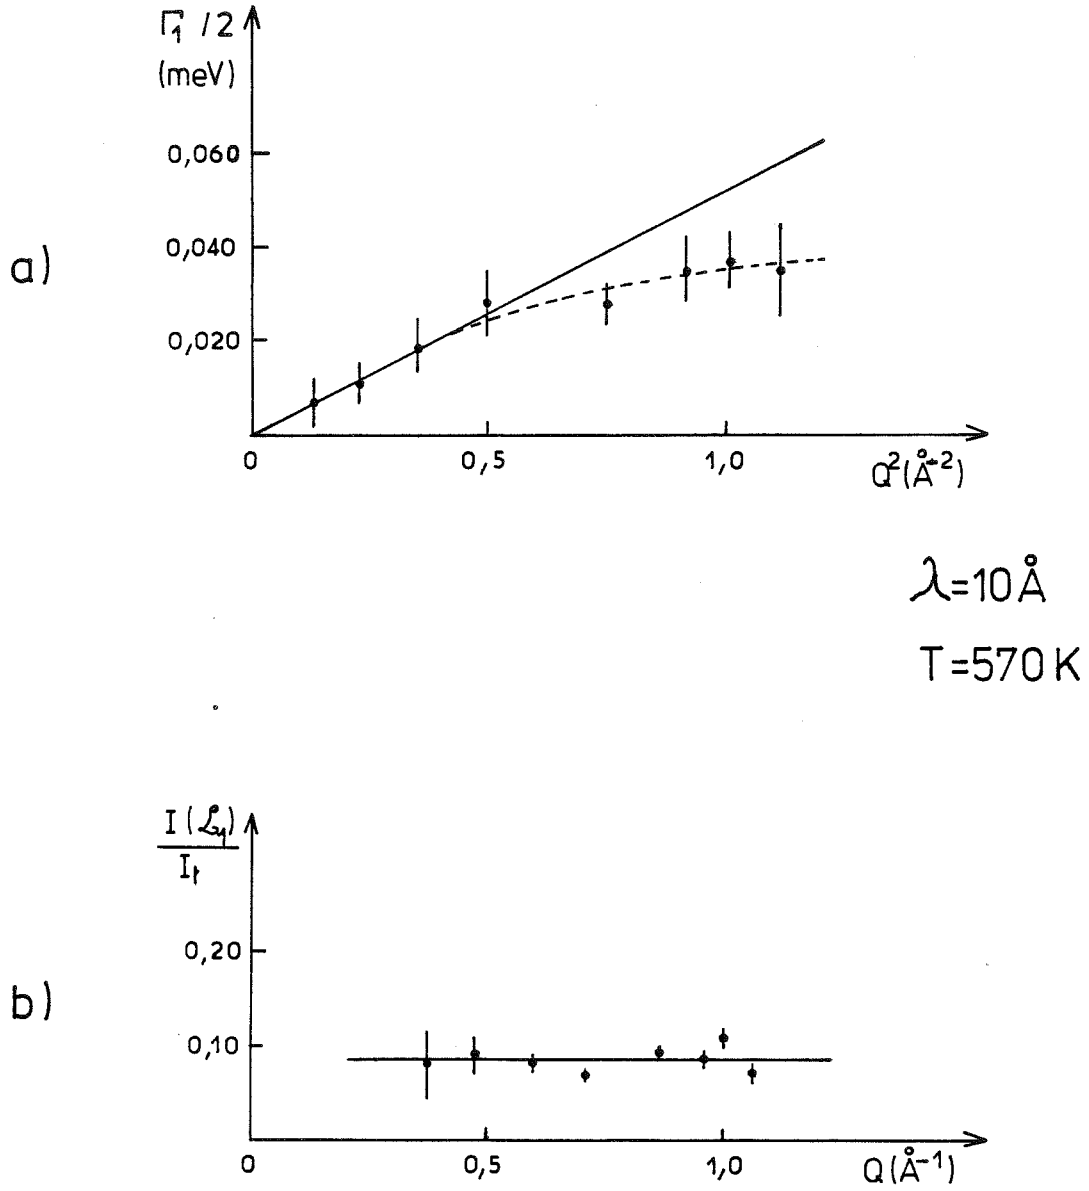 Γ₁ /2
(meV)
0,060
a)
0,040
0,020
0
0,5
1,0
Q²(Å⁻²)
λ=10Å
T=570K
I(ℒ₁)
Iₜ
0,20
b)
0,10
0
0,5
1,0
Q(Å⁻¹)